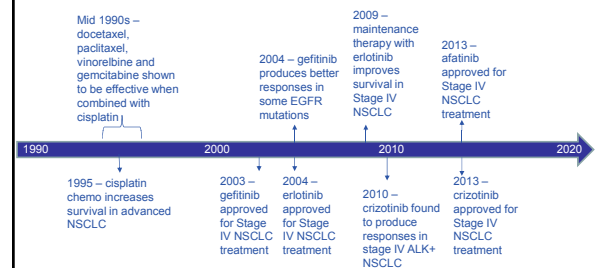 Mid 1990s –
docetaxel,
paclitaxel,
vinorelbine and
gemcitabine shown
to be effective when
combined with
cisplatin
2004 – gefitinib
produces better
responses in
some EGFR
mutations
2009 –
maintenance
therapy with
erlotinib
improves
survival in
Stage IV
NSCLC
2013 –
afatinib
approved for
Stage IV
NSCLC
treatment
1990
2000
2010
2020
1995 – cisplatin
chemo increases
survival in advanced
NSCLC
2003 –
gefitinib
approved
for Stage
IV NSCLC
treatment
2004 –
erlotinib
approved
for Stage
IV NSCLC
treatment
2010 –
crizotinib found
to produce
responses in
stage IV ALK+
NSCLC
2013 –
crizotinib
approved for
Stage IV
NSCLC
treatment